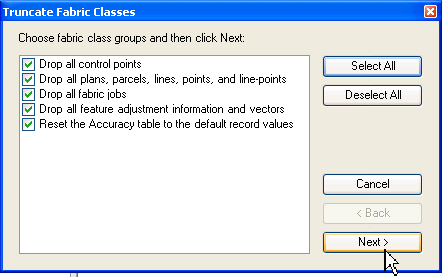 Truncate Fabric Classes
Choose fabric class groups and then click Next:
Drop all control points
Drop all plans, parcels, lines, points, and line-points
Drop all fabric jobs
Drop all feature adjustment information and vectors
Reset the Accuracy table to the default record values
Select All
Deselect All
Cancel
< Back
Next >